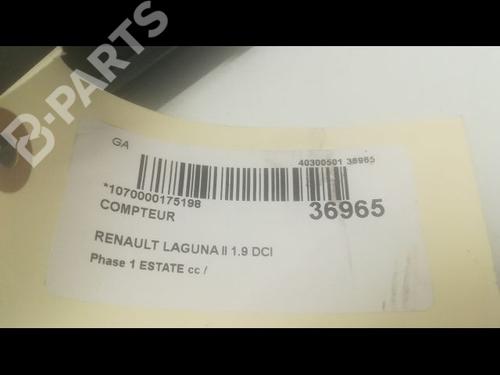 B-PARTS
GA
40300501 36965
*1070000175198
COMPTEUR
36965
RENAULT LAGUNA II 1.9 DCI
Phase 1 ESTATE cc /